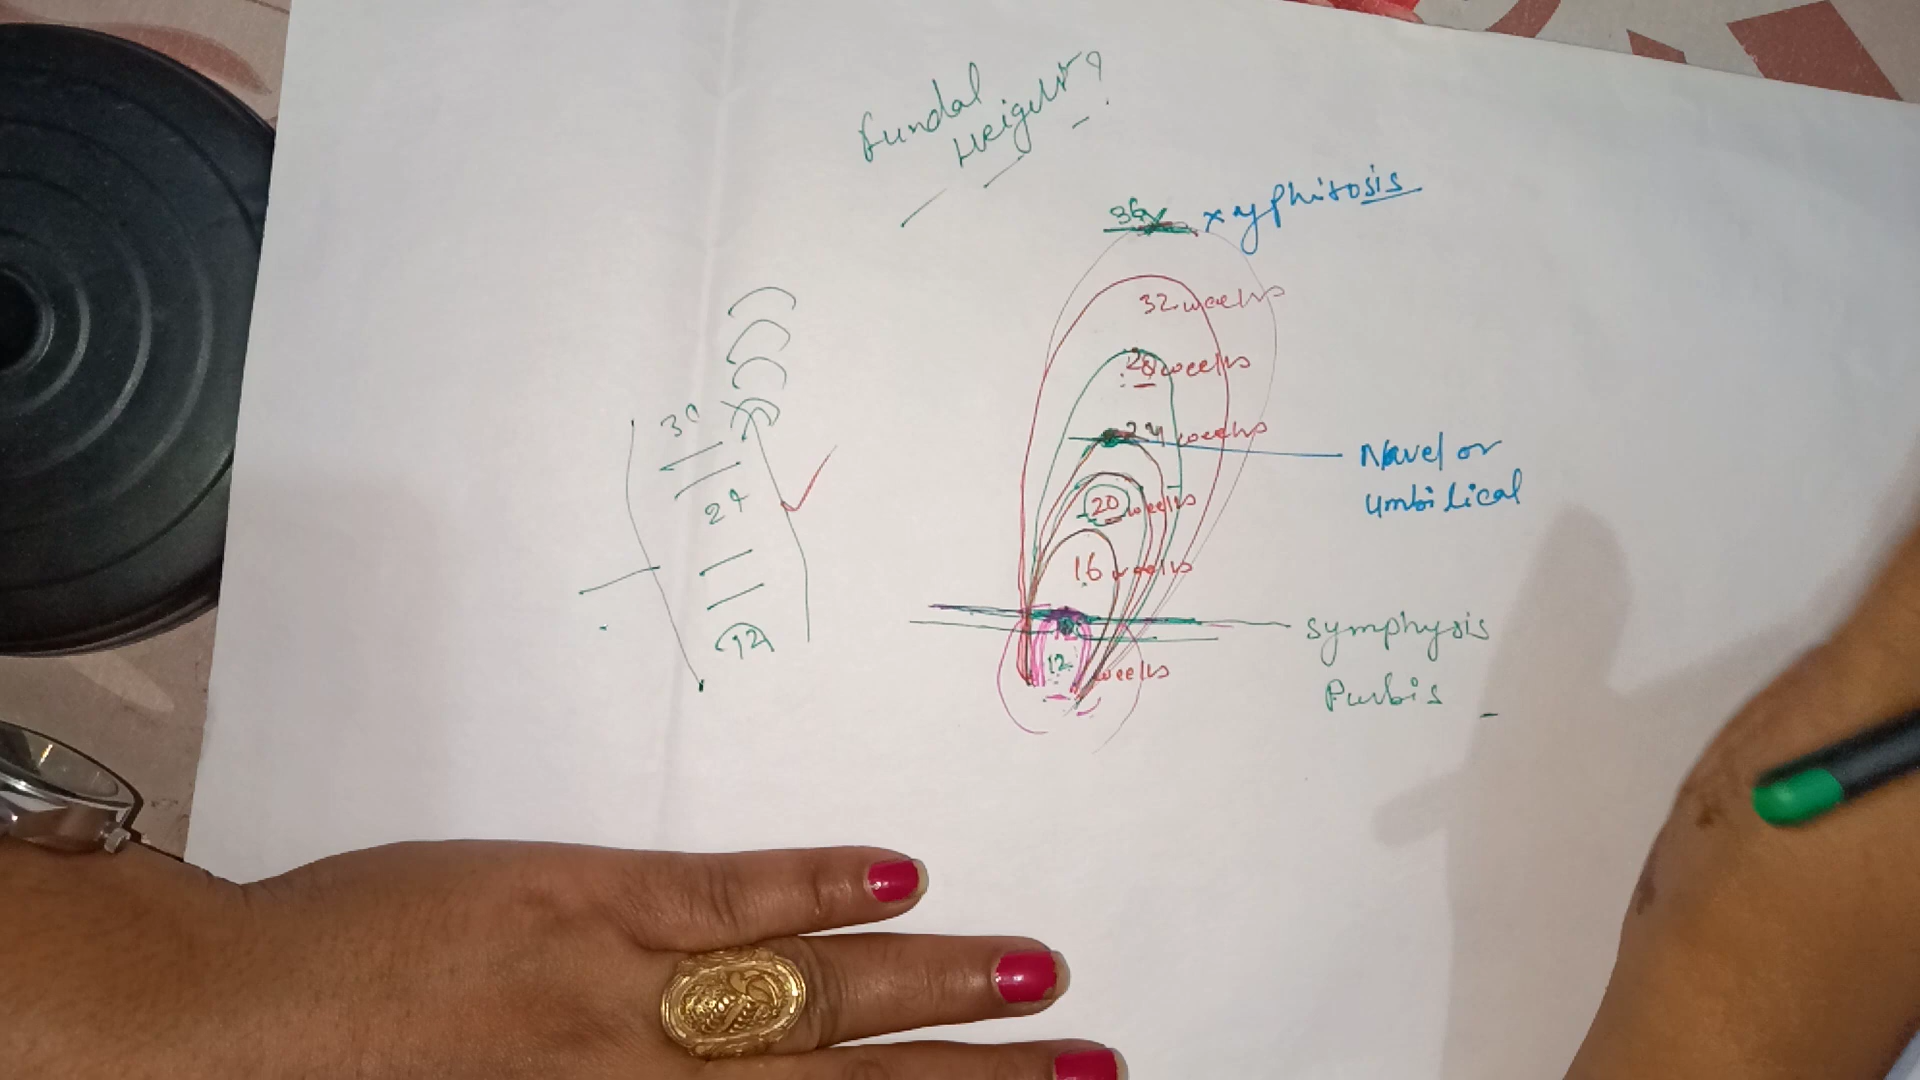 fundal
Height?
36 xyphitosis
32 weeks
28 weeks
24 weeks
Navel or
umbilical
20 weeks
16 weeks
symphysis
Purbis
12 weeks
30
24
12